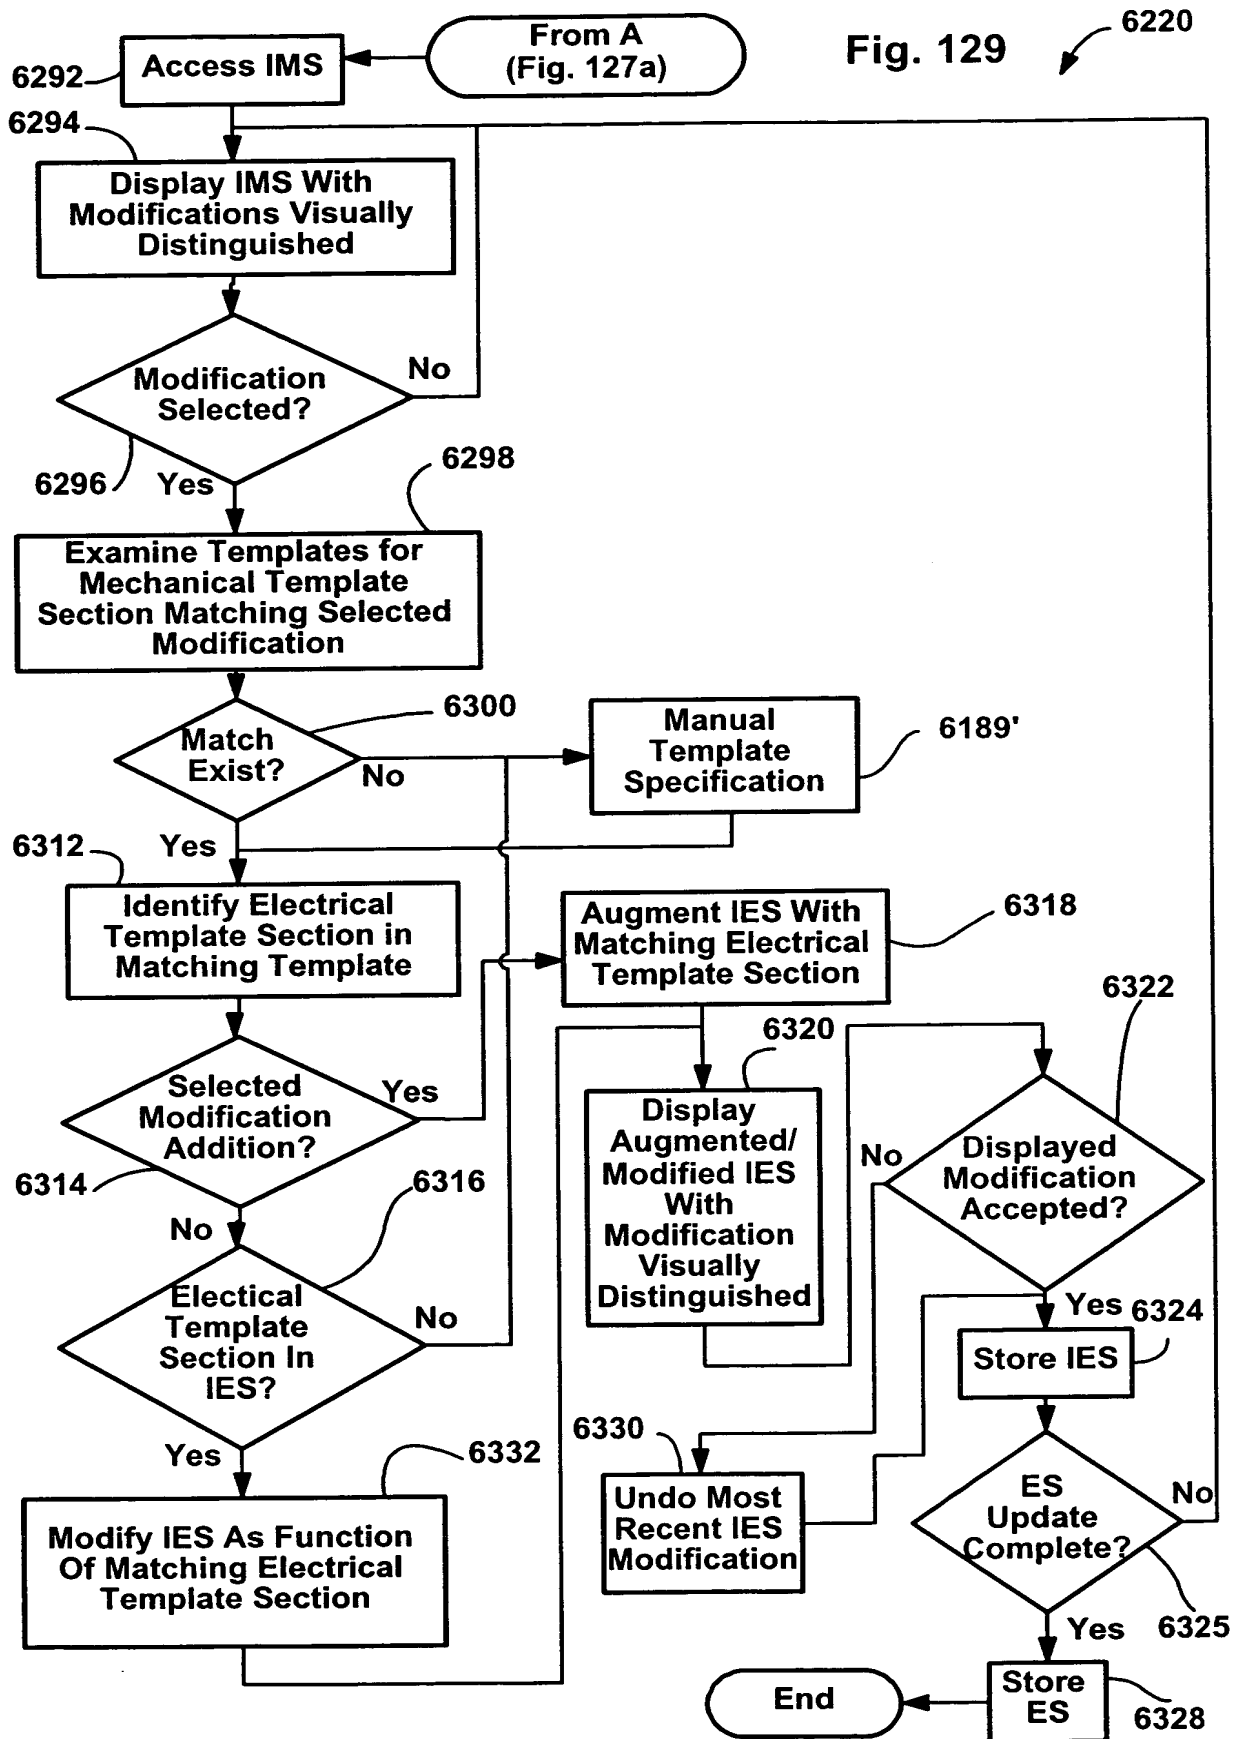 From A
(Fig. 127a)
Fig. 129
6220
6292
Access IMS
6294
Display IMS With
Modifications Visually
Distinguished
Modification
Selected?
No
6296
Yes
6298
Examine Templates for
Mechanical Template
Section Matching Selected
Modification
6300
Match
Exist?
No
Manual
Template
Specification
6189'
6312
Yes
Identify Electrical
Template Section in
Matching Template
Augment IES With
Matching Electrical
Template Section
6318
Selected
Modification
Addition?
Yes
6314
No
6316
6320
6322
Display
Augmented/
Modified IES
With
Modification
Visually
Distinguished
No
Displayed
Modification
Accepted?
Electical
Template
Section In
IES?
No
Yes
6324
Store IES
Yes
6332
6330
Undo Most
Recent IES
Modification
ES
Update
Complete?
No
Modify IES As Function
Of Matching Electrical
Template Section
6325
Yes
End
Store
ES
6328